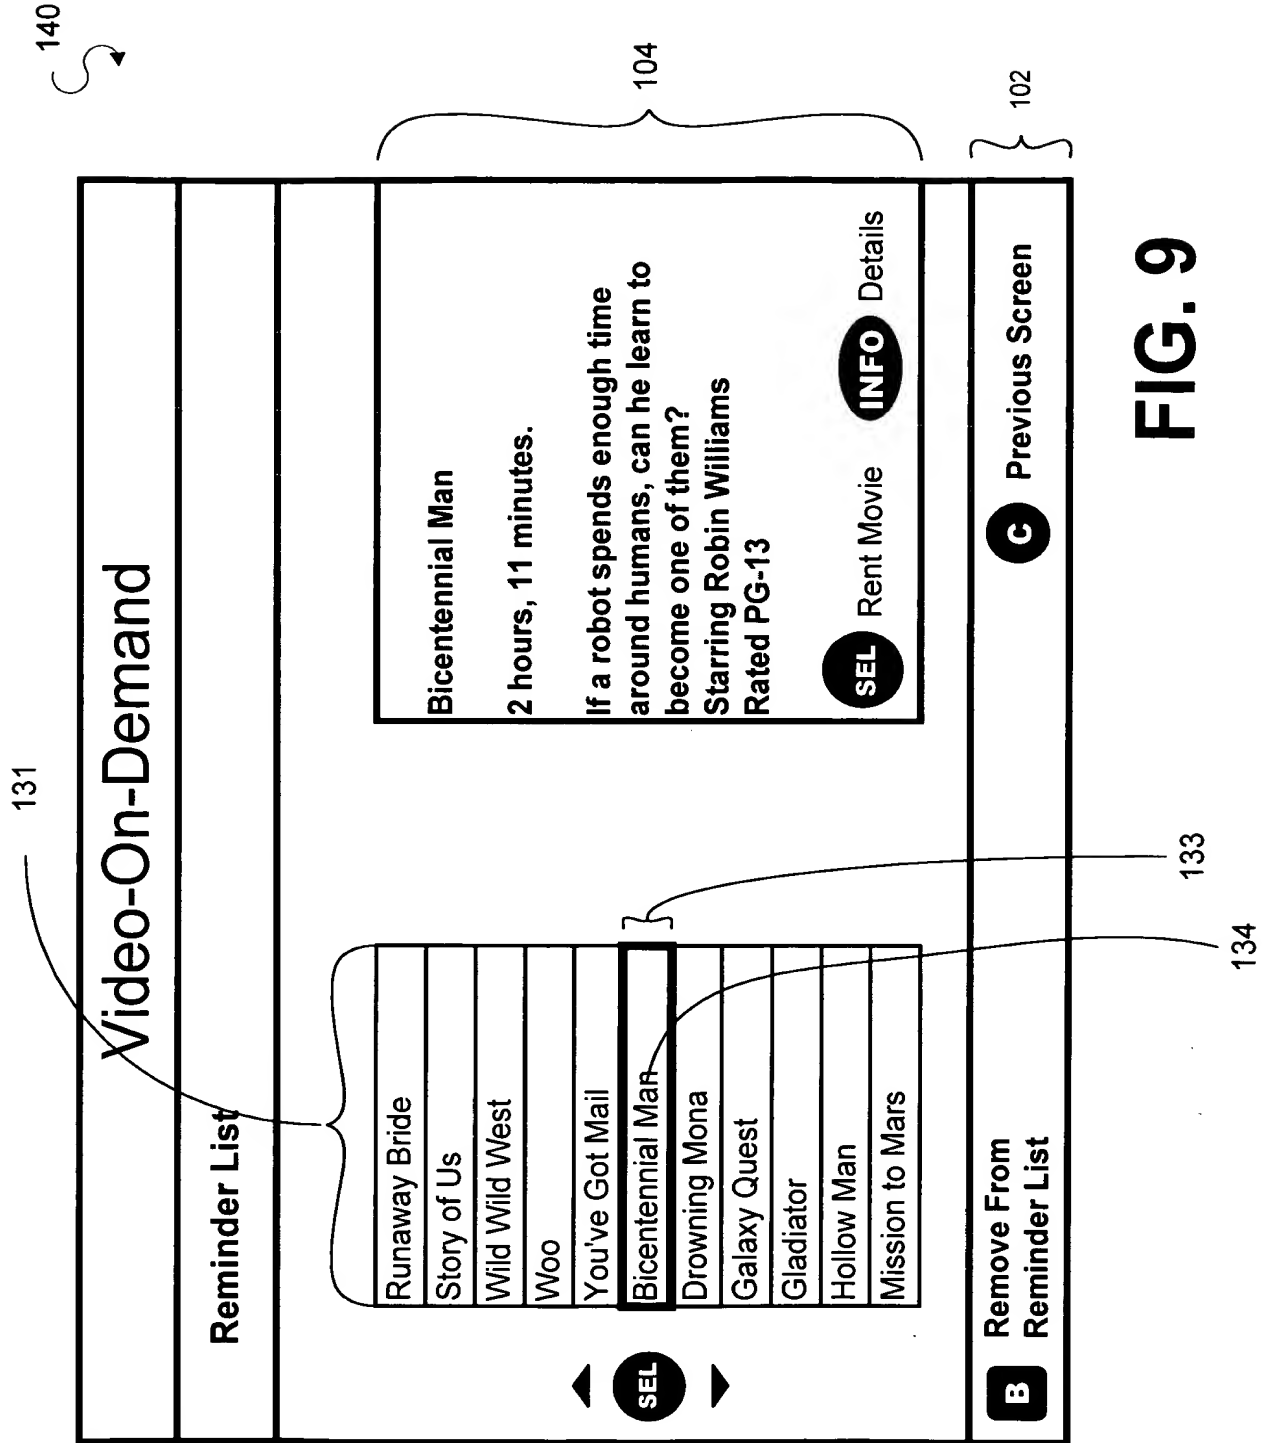 140
Video-On-Demand
131
Reminder List
Runaway Bride
Story of Us
Wild Wild West
Woo
You've Got Mail
Bicentennial Man
Drowning Mona
Galaxy Quest
Gladiator
Hollow Man
Mission to Mars
SEL
Bicentennial Man
2 hours, 11 minutes.
If a robot spends enough time
around humans, can he learn to
become one of them?
Starring Robin Williams
Rated PG-13
SEL Rent Movie INFO Details
104
133
134
B Remove From
Reminder List
C Previous Screen
102
FIG. 9